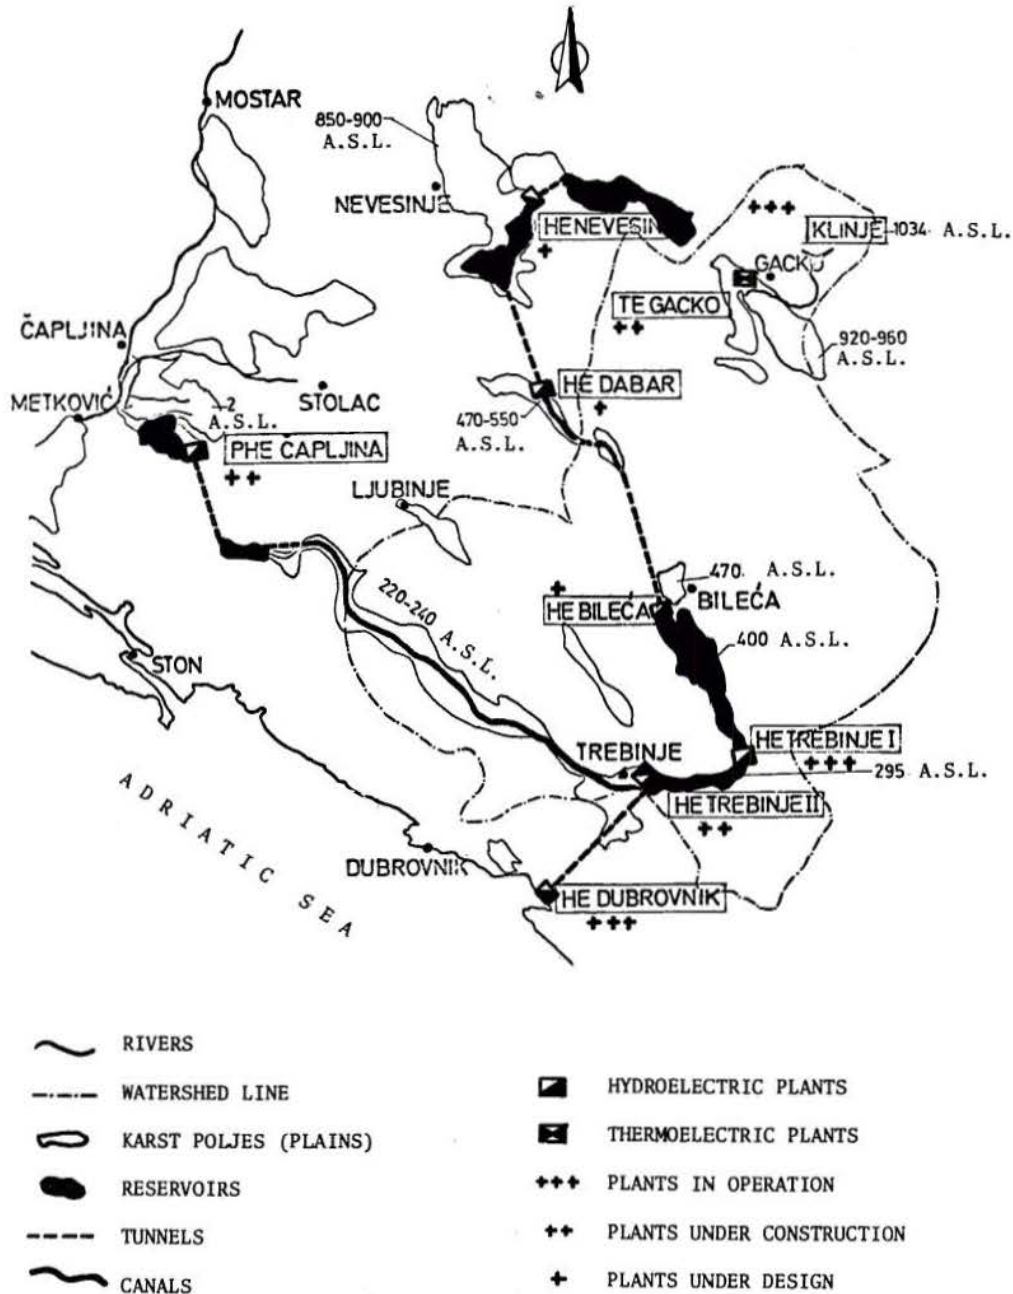 MOSTAR
850-900
A.S.L.
NEVESINJE
HE NEVESIN
+
+++
KLINJE
1034 A.S.L.
GACKO
TE GACKO
++
920-960
A.S.L.
ČAPLJINA
METKOVIĆ
STOLAC
2
A.S.L.
HE DABAR
+
470-550
A.S.L.
PHE ČAPLJINA
++
LJUBINJE
470 A.S.L.
BILEĆA
+
HE BILEĆA
400 A.S.L.
220-240
A.S.L.
STON
TREBINJE
HE TREBINJE I
+++
295 A.S.L.
HE TREBINJE II
++
ADRIATIC SEA
DUBROVNIK
HE DUBROVNIK
+++
RIVERS
WATERSHED LINE
KARST POLJES (PLAINS)
RESERVOIRS
TUNNELS
CANALS
HYDROELECTRIC PLANTS
THERMOELECTRIC PLANTS
+++ PLANTS IN OPERATION
++ PLANTS UNDER CONSTRUCTION
+ PLANTS UNDER DESIGN